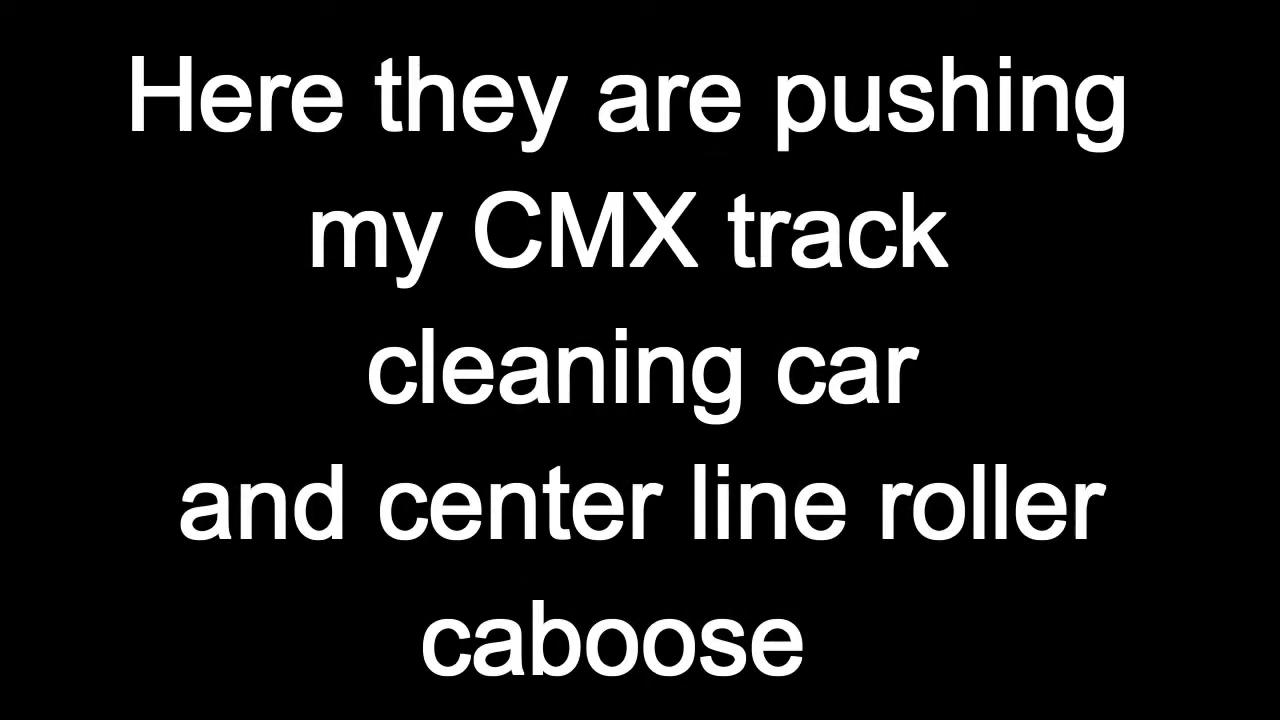 Here they are pushing
my CMX track
cleaning car
and center line roller
caboose